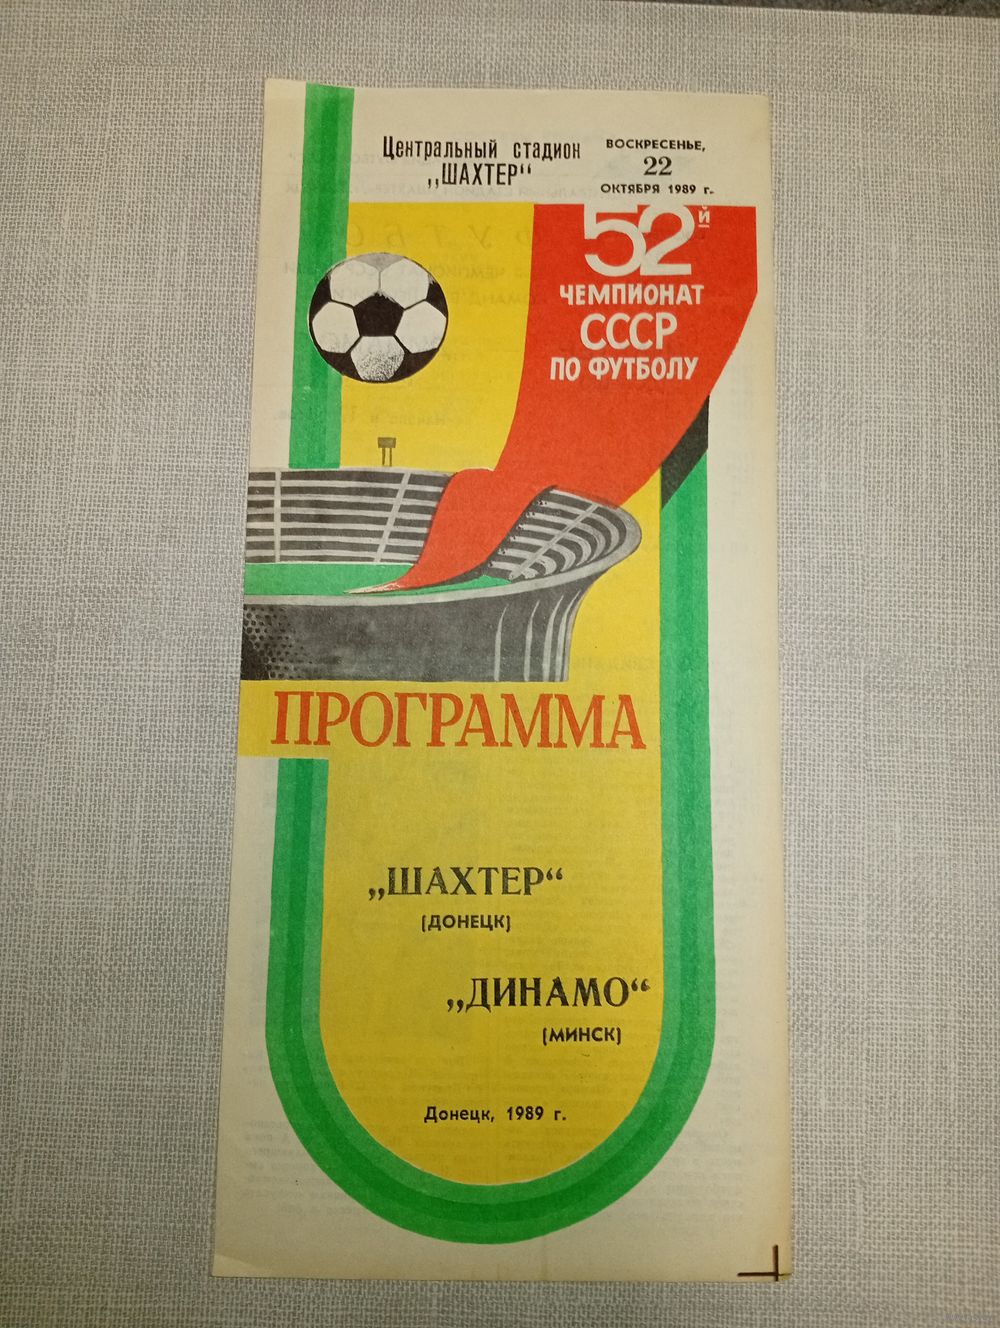 Центральный стадион
„ШАХТЕР“
ВОСКРЕСЕНЬЕ,
22
ОКТЯБРЯ 1989 г.
52й
ЧЕМПИОНАТ
СССР
ПО ФУТБОЛУ
ПРОГРАММА
„ШАХТЕР“
(ДОНЕЦК)
„ДИНАМО“
(МИНСК)
Донецк, 1989 г.